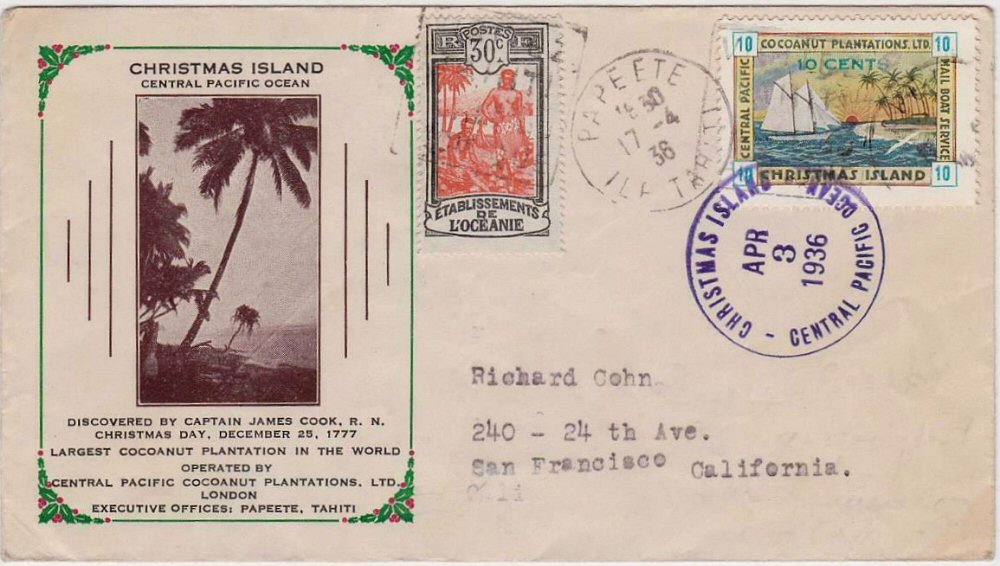 CHRISTMAS ISLAND
CENTRAL PACIFIC OCEAN
DISCOVERED BY CAPTAIN JAMES COOK, R. N.
CHRISTMAS DAY, DECEMBER 25, 1777
LARGEST COCOANUT PLANTATION IN THE WORLD
OPERATED BY
CENTRAL PACIFIC COCOANUT PLANTATIONS, LTD.
LONDON
EXECUTIVE OFFICES: PAPEETE, TAHITI
POSTES
30c
ÉTABLISSEMENTS
DE
L'OCÉANIE
PAPEETE
17 -4
36
ILE TAHITI
10 COCOANUT PLANTATIONS, LTD. 10
10 CENTS
CENTRAL PACIFIC
MAIL BOAT SERVICE
10 CHRISTMAS ISLAND 10
CHRISTMAS ISLAND - CENTRAL PACIFIC OCEAN
APR
3
1936
Richard Cohn
240 - 24 th Ave.
San Francisco California.